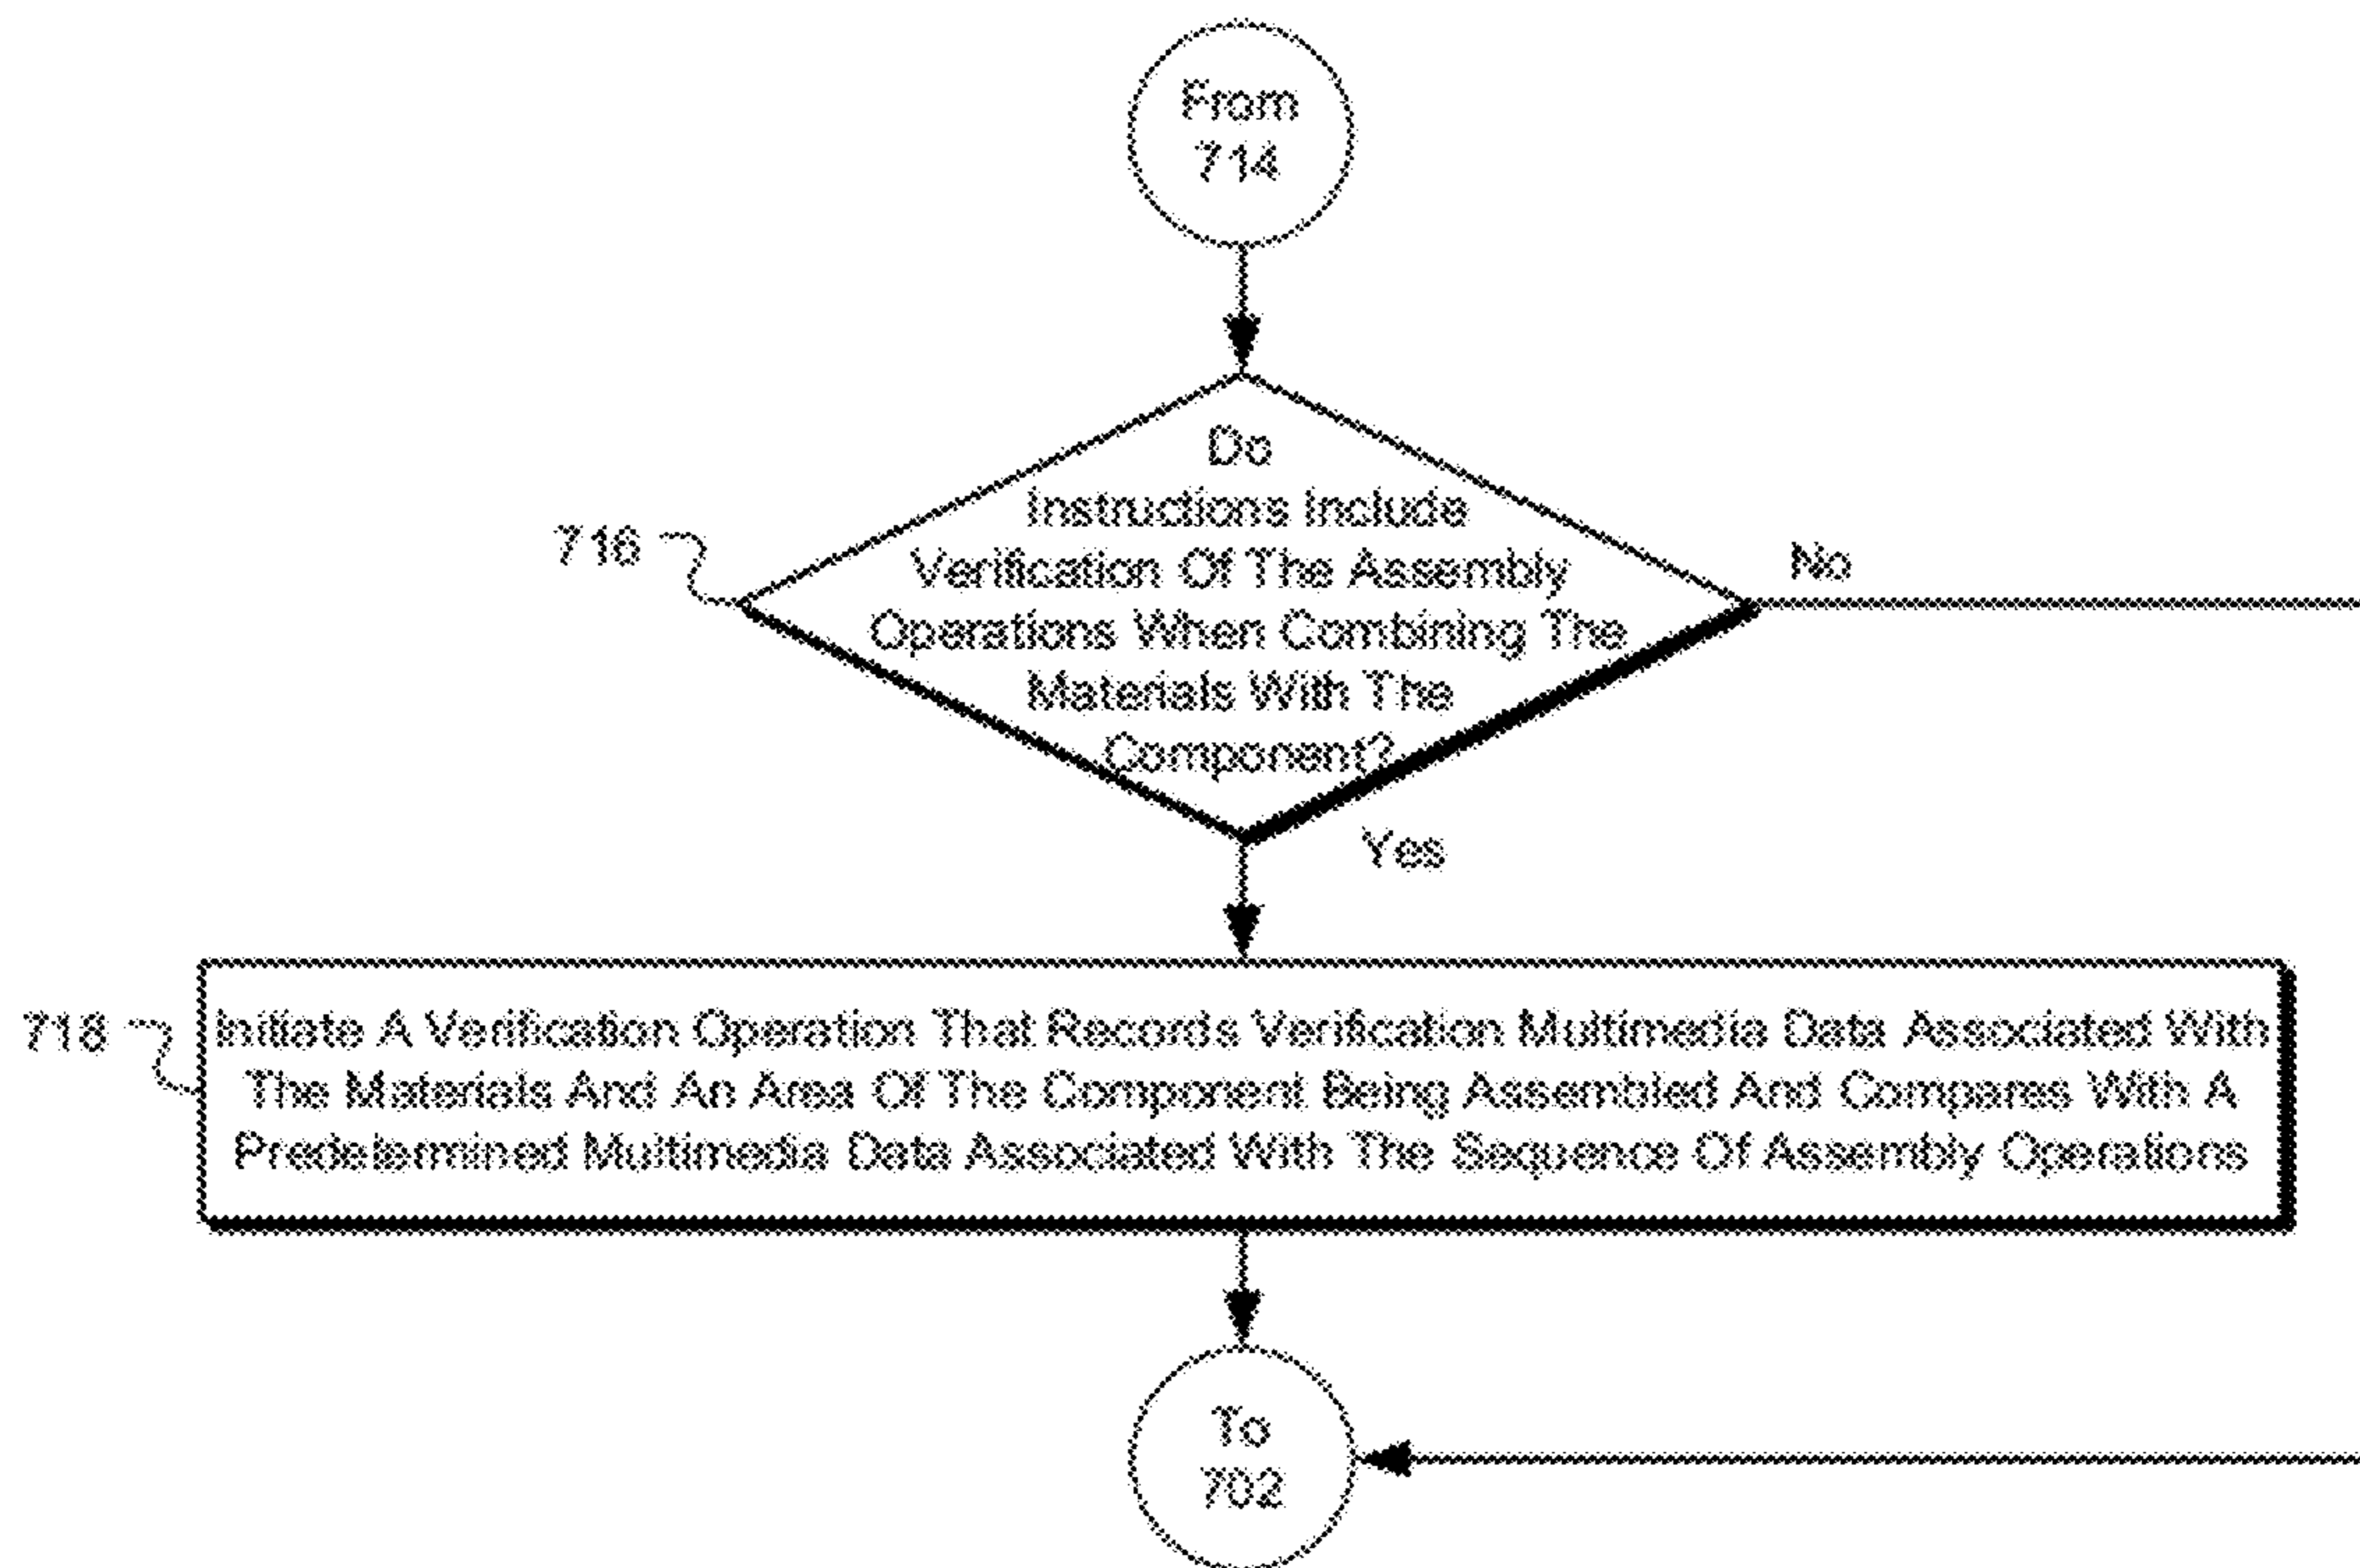 From
714
Do
Instructions Include
Verification Of The Assembly
Operations When Combining The
Materials With The
Component?
716
No
Yes
718
Initiate A Verification Operation That Records Verification Multimedia Data Associated With
The Materials And An Area Of The Component Being Assembled And Compares With A
Predetermined Multimedia Data Associated With The Sequence Of Assembly Operations
To
702